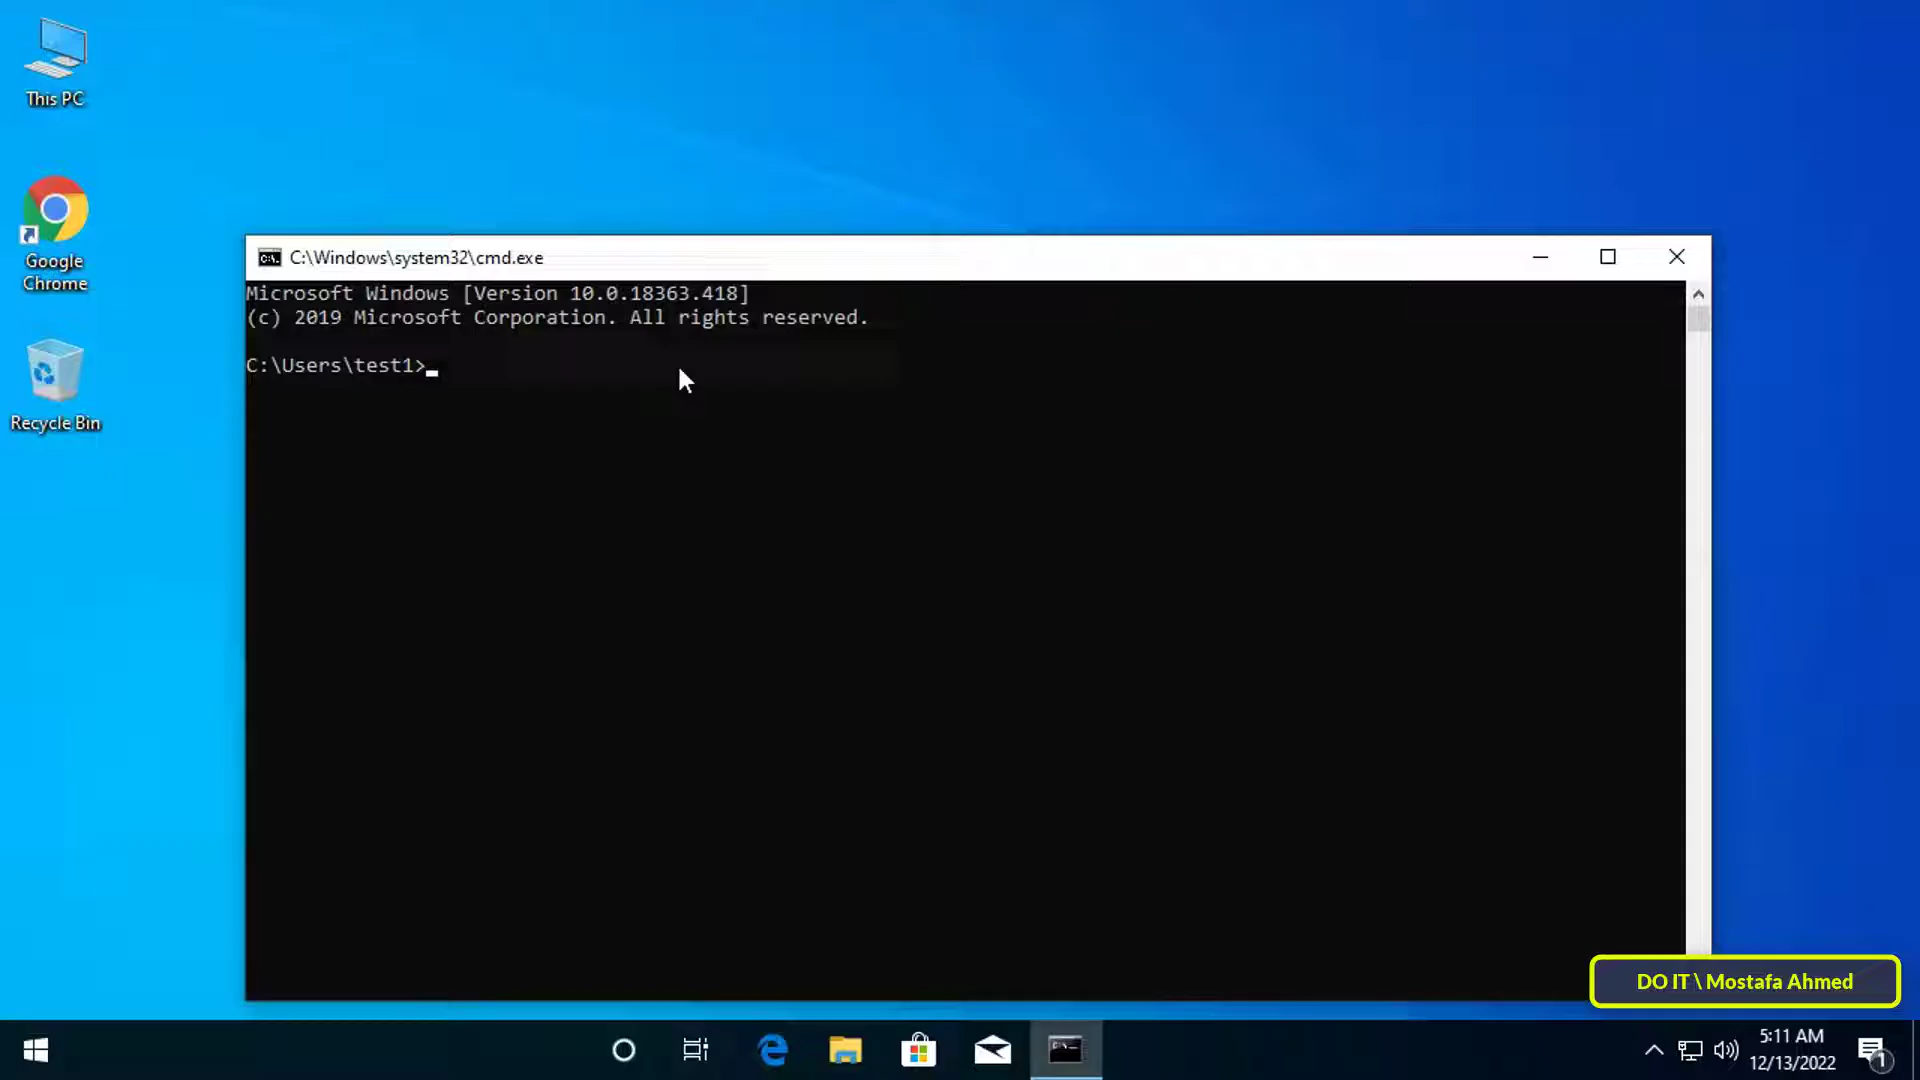 This PC
Google
Chrome
Recycle Bin
C:\Windows\system32\cmd.exe
Microsoft Windows [Version 10.0.18363.418]
(c) 2019 Microsoft Corporation. All rights reserved.
C:\Users\test1>
DO IT \ Mostafa Ahmed
5:11 AM
12/13/2022
1